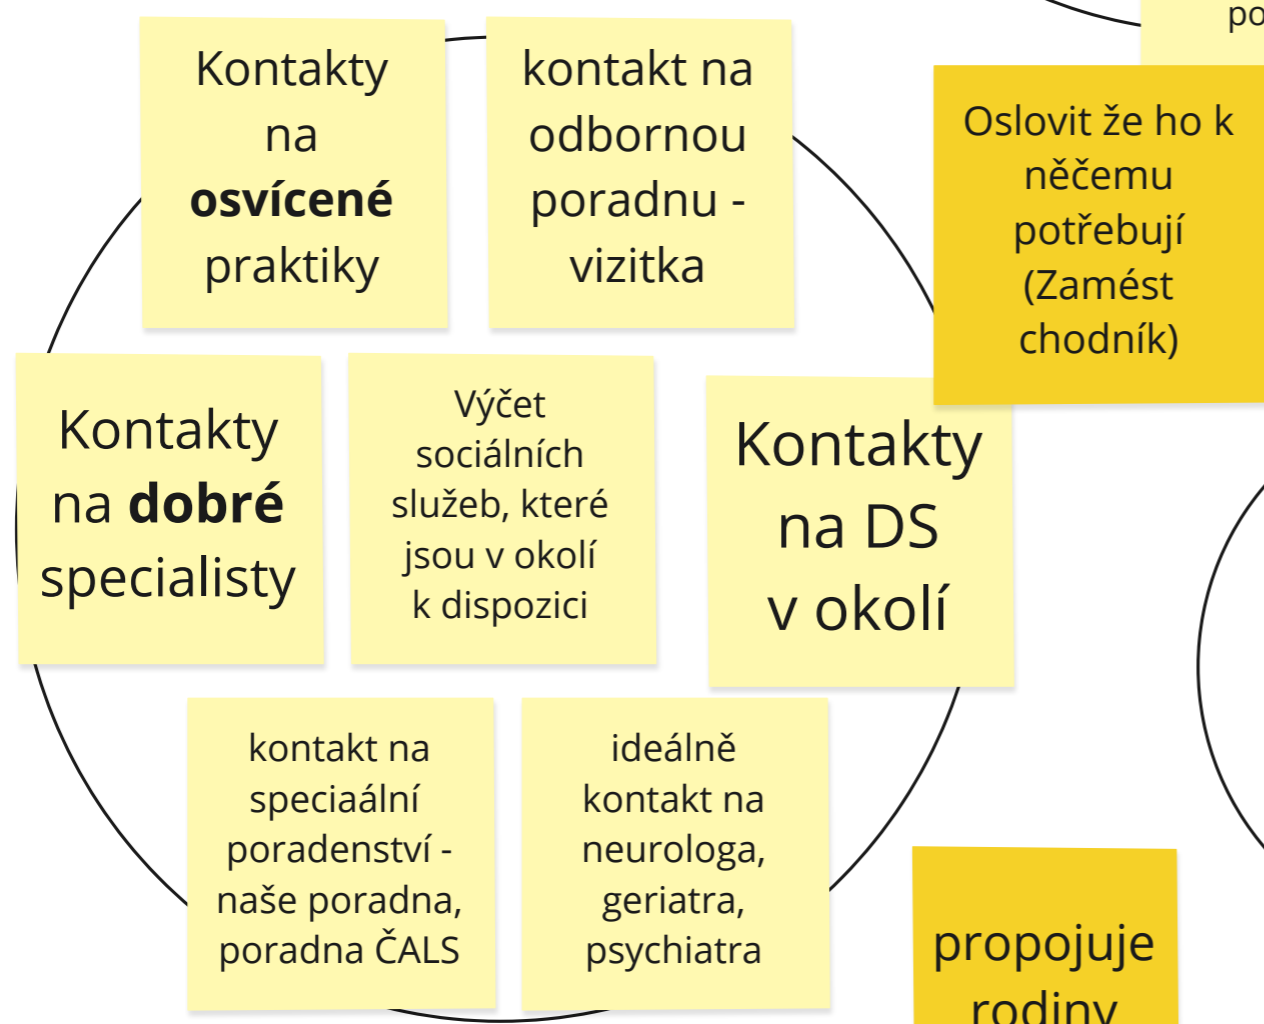 Kontakty
na
osvícené
praktiky
kontakt na
odbornou
poradnu -
vizitka
po
Oslovit že ho k
něčemu
potřebují
(Zamést
chodník)
Kontakty
na dobré
specialisty
Výčet
sociálních
služeb, které
jsou v okolí
k dispozici
Kontakty
na DS
v okolí
kontakt na
speciaální
poradenství -
naše poradna,
poradna ČALS
ideálně
kontakt na
neurologa,
geriatra,
psychiatra
propojuje
rodiny